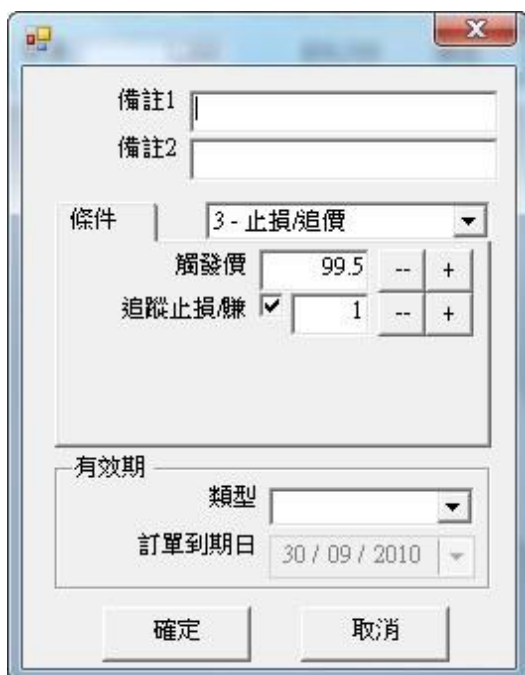 備註1
備註2
條件 3 - 止損/追價
觸發價 99.5 -- +
追蹤止損/賺 1 -- +
有效期
類型
訂單到期日 30 / 09 / 2010
確定 取消